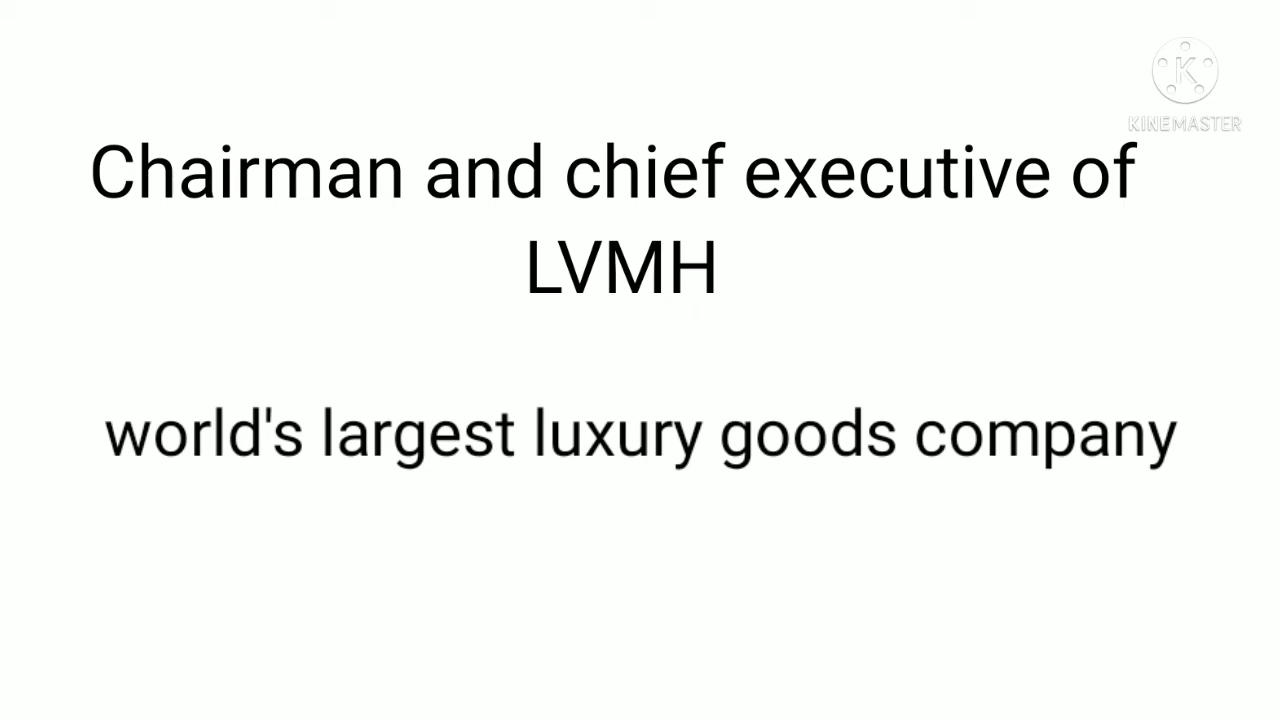 KINEMASTER
Chairman and chief executive of
LVMH
world's largest luxury goods company